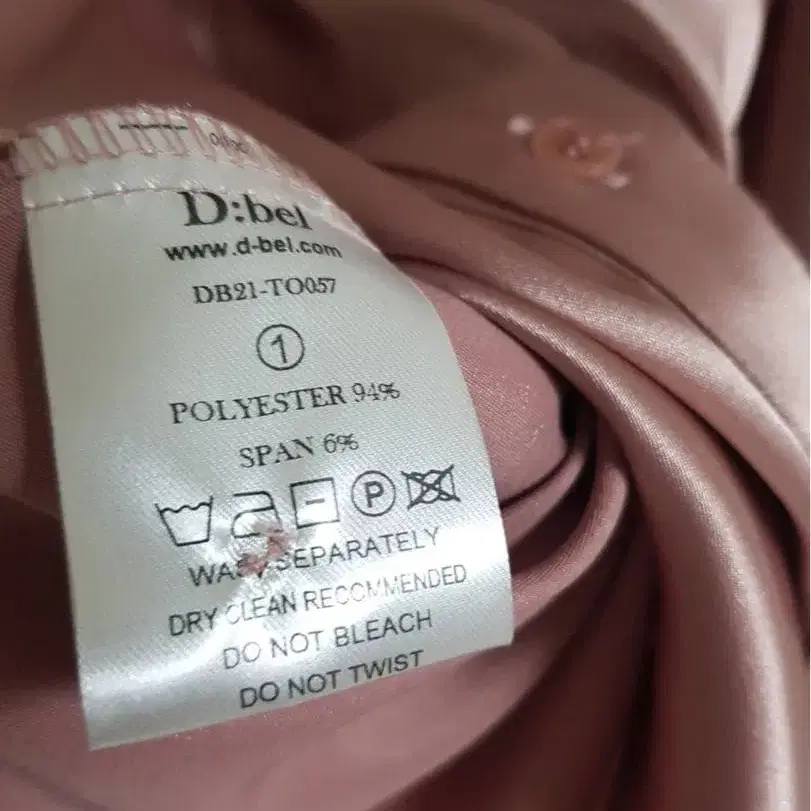 D:bel
www.d-bel.com
DB21-TO057
1
POLYESTER 94%
SPAN 6%
P
WASH SEPARATELY
DRY CLEAN RECOMMENDED
DO NOT BLEACH
DO NOT TWIST